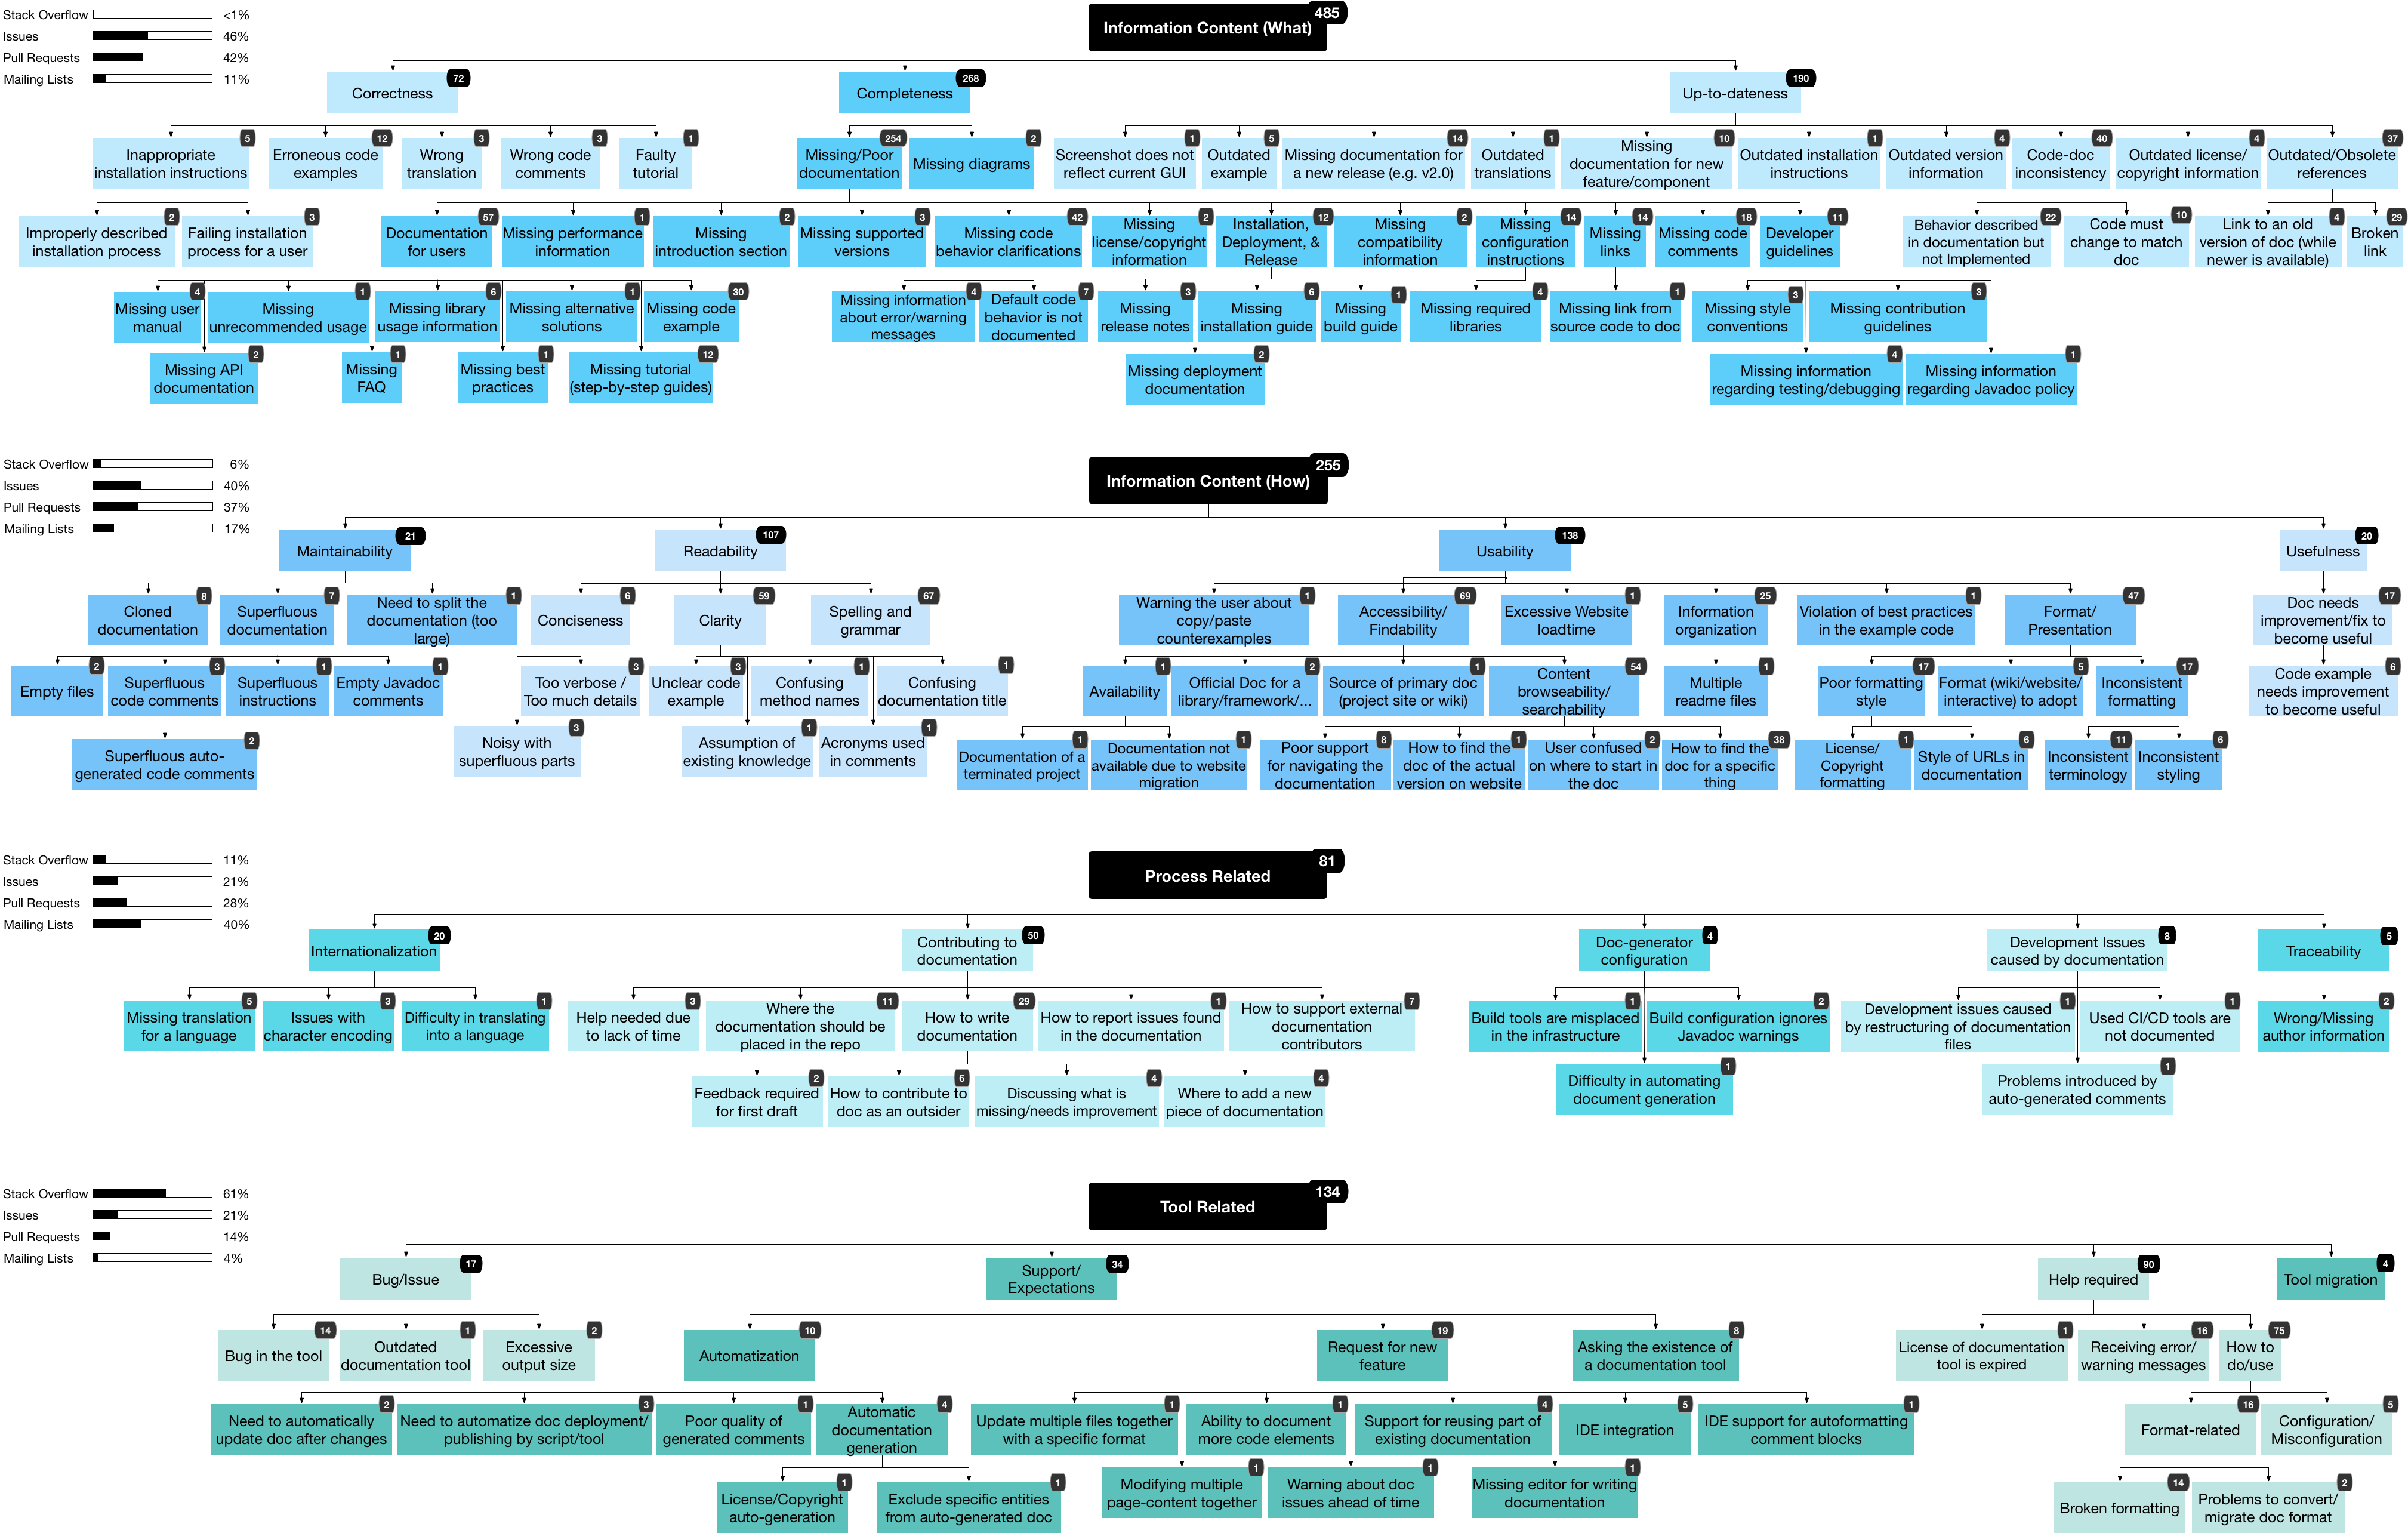 Stack Overflow <1%
Issues 46%
Pull Requests 42%
Mailing Lists 11%
Information Content (What) 485
Correctness 72
Completeness 268
Up-to-dateness 190
Inappropriate
installation instructions 5
Erroneous code
examples 12
Wrong
translation 3
Wrong code
comments 3
Faulty
tutorial 1
Missing/Poor
documentation 254
Missing diagrams 2
Screenshot does not
reflect current GUI 1
Outdated
example 5
Missing documentation for
a new release (e.g. v2.0) 14
Outdated
translations 1
Missing
documentation for new
feature/component 10
Outdated installation
instructions 1
Outdated version
information 4
Code-doc
inconsistency 40
Outdated license/
copyright information 4
Outdated/Obsolete
references 37
Improperly described
installation process 2
Failing installation
process for a user 3
Documentation
for users 57
Missing performance
information 1
Missing
introduction section 2
Missing supported
versions 3
Missing code
behavior clarifications 42
Missing
license/copyright
information 2
Installation,
Deployment, &
Release 12
Missing
compatibility
information 2
Missing
configuration
instructions 14
Missing
links 14
Missing code
comments 18
Developer
guidelines 11
Behavior described
in documentation but
not Implemented 22
Code must
change to match
doc 10
Link to an old
version of doc (while
newer is available) 4
Broken
link 29
Missing user
manual 4
Missing
unrecommended usage 1
Missing library
usage information 6
Missing alternative
solutions 1
Missing code
example 30
Missing information
about error/warning
messages 4
Default code
behavior is not
documented 7
Missing
release notes 3
Missing
installation guide 6
Missing
build guide 1
Missing required
libraries 4
Missing link from
source code to doc 1
Missing style
conventions 3
Missing contribution
guidelines 3
Missing API
documentation 2
Missing
FAQ 1
Missing best
practices 1
Missing tutorial
(step-by-step guides) 12
Missing deployment
documentation 2
Missing information
regarding testing/debugging 4
Missing information
regarding Javadoc policy 1
Stack Overflow 6%
Issues 40%
Pull Requests 37%
Mailing Lists 17%
Information Content (How) 255
Maintainability 21
Readability 107
Usability 138
Usefulness 20
Cloned
documentation 8
Superfluous
documentation 7
Need to split the
documentation (too
large) 1
Conciseness 6
Clarity 59
Spelling and
grammar 67
Warning the user about
copy/paste
counterexamples 1
Accessibility/
Findability 69
Excessive Website
loadtime 1
Information
organization 25
Violation of best practices
in the example code 1
Format/
Presentation 47
Doc needs
improvement/fix to
become useful 17
Empty files 2
Superfluous
code comments 3
Superfluous
instructions 1
Empty Javadoc
comments 1
Too verbose /
Too much details 3
Unclear code
example 3
Confusing
method names 1
Confusing
documentation title 1
Availability 1
Official Doc for a
library/framework/... 2
Source of primary doc
(project site or wiki) 1
Content
browseability/
searchability 54
Multiple
readme files 1
Poor formatting
style 17
Format (wiki/website/
interactive) to adopt 5
Inconsistent
formatting 17
Code example
needs improvement
to become useful 6
Superfluous auto-
generated code comments 2
Noisy with
superfluous parts 3
Assumption of
existing knowledge 1
Acronyms used
in comments 1
Documentation of a
terminated project 1
Documentation not
available due to website
migration 1
Poor support
for navigating the
documentation 8
How to find the
doc of the actual
version on website 1
User confused
on where to start in
the doc 2
How to find the
doc for a specific
thing 38
License/
Copyright
formatting 1
Style of URLs in
documentation 6
Inconsistent
terminology 11
Inconsistent
styling 6
Stack Overflow 11%
Issues 21%
Pull Requests 28%
Mailing Lists 40%
Process Related 81
Internationalization 20
Contributing to
documentation 50
Doc-generator
configuration 4
Development Issues
caused by documentation 8
Traceability 5
Missing translation
for a language 5
Issues with
character encoding 3
Difficulty in translating
into a language 1
Help needed due
to lack of time 3
Where the
documentation should be
placed in the repo 11
How to write
documentation 29
How to report issues found
in the documentation 1
How to support external
documentation
contributors 7
Build tools are misplaced
in the infrastructure 1
Build configuration ignores
Javadoc warnings 2
Development issues caused
by restructuring of documentation
files 1
Used CI/CD tools are
not documented 1
Wrong/Missing
author information 2
Feedback required
for first draft 2
How to contribute to
doc as an outsider 6
Discussing what is
missing/needs improvement 4
Where to add a new
piece of documentation 4
Difficulty in automating
document generation 1
Problems introduced by
auto-generated comments 1
Stack Overflow 61%
Issues 21%
Pull Requests 14%
Mailing Lists 4%
Tool Related 134
Bug/Issue 17
Support/
Expectations 34
Help required 90
Tool migration 4
Bug in the tool 14
Outdated
documentation tool 1
Excessive
output size 2
Automatization 10
Request for new
feature 19
Asking the existence of
a documentation tool 8
License of documentation
tool is expired 1
Receiving error/
warning messages 16
How to
do/use 75
Need to automatically
update doc after changes 2
Need to automatize doc deployment/
publishing by script/tool 3
Poor quality of
generated comments 1
Automatic
documentation
generation 4
Update multiple files together
with a specific format 1
Ability to document
more code elements 1
Support for reusing part of
existing documentation 4
IDE integration 5
IDE support for autoformatting
comment blocks 1
Format-related 16
Configuration/
Misconfiguration 5
License/Copyright
auto-generation 1
Exclude specific entities
from auto-generated doc 1
Modifying multiple
page-content together 1
Warning about doc
issues ahead of time 1
Missing editor for writing
documentation 1
Broken formatting 14
Problems to convert/
migrate doc format 2